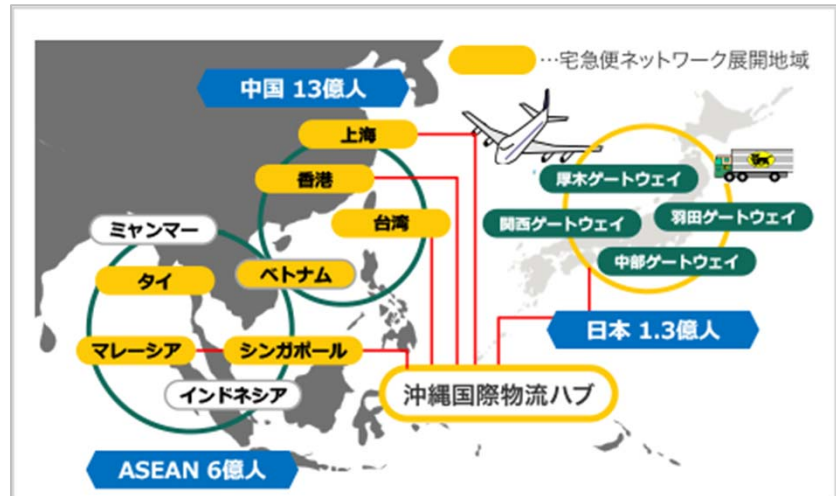 …宅急便ネットワーク展開地域
中国 13億人
上海
香港
台湾
ミャンマー
タイ
ベトナム
マレーシア
シンガポール
インドネシア
ASEAN 6億人
厚木ゲートウェイ
関西ゲートウェイ
羽田ゲートウェイ
中部ゲートウェイ
日本 1.3億人
沖縄国際物流ハブ